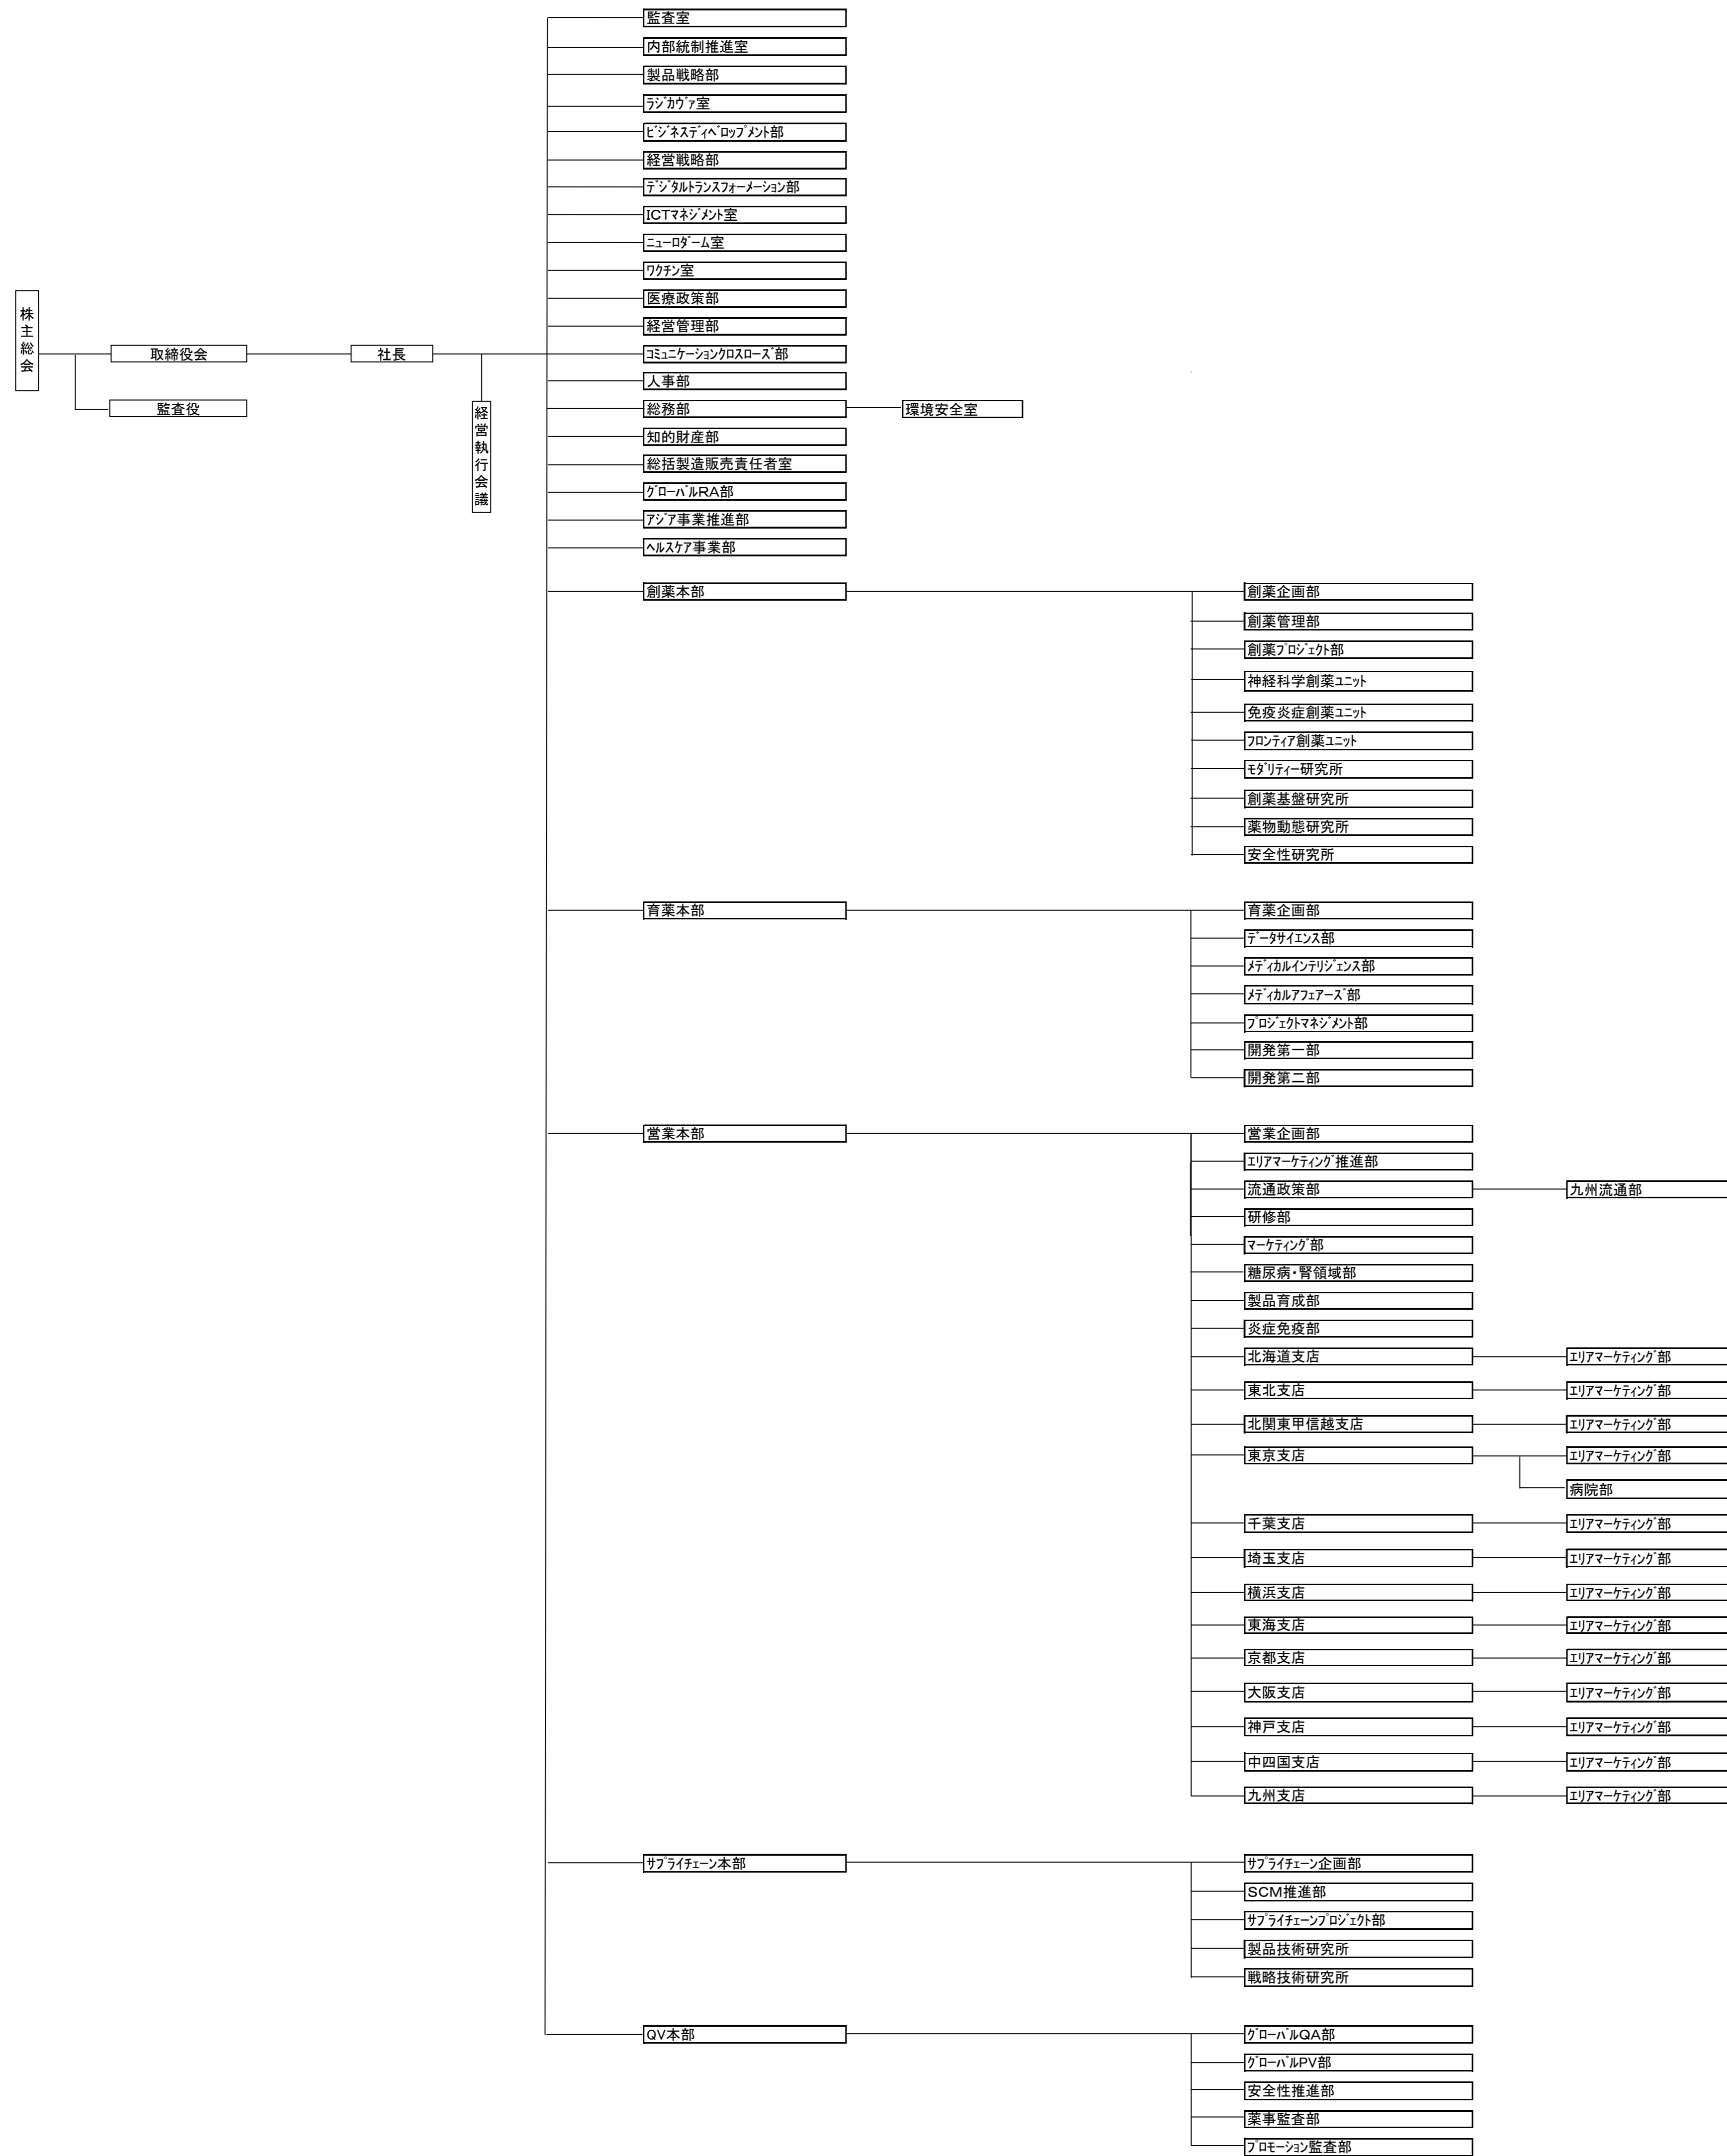 監査室
内部統制推進室
製品戦略部
ﾗｼﾞｶｳﾞｧ室
ﾋﾞｼﾞﾈｽﾃﾞｨﾍﾞﾛｯﾌﾟﾒﾝﾄ部
経営戦略部
ﾃﾞｼﾞﾀﾙﾄﾗﾝｽﾌｫｰﾒｰｼｮﾝ部
ICTﾏﾈｼﾞﾒﾝﾄ室
ﾆｭｰﾛﾀﾞｰﾑ室
ﾜｸﾁﾝ室
医療政策部
経営管理部
株主総会
取締役会
社長
ｺﾐｭﾆｹｰｼｮﾝｸﾛｽﾛｰｽﾞ部
人事部
監査役
経営執行会議
総務部
環境安全室
知的財産部
総括製造販売責任者室
ｸﾞﾛｰﾊﾞﾙRA部
ｱｼﾞｱ事業推進部
ﾍﾙｽｹｱ事業部
創薬本部
創薬企画部
創薬管理部
創薬ﾌﾟﾛｼﾞｪｸﾄ部
神経科学創薬ﾕﾆｯﾄ
免疫炎症創薬ﾕﾆｯﾄ
ﾌﾛﾝﾃｨｱ創薬ﾕﾆｯﾄ
ﾓﾀﾞﾘﾃｨｰ研究所
創薬基盤研究所
薬物動態研究所
安全性研究所
育薬本部
育薬企画部
ﾃﾞｰﾀｻｲｴﾝｽ部
ﾒﾃﾞｨｶﾙｲﾝﾃﾘｼﾞｪﾝｽ部
ﾒﾃﾞｨｶﾙｱﾌｪｱｰｽﾞ部
ﾌﾟﾛｼﾞｪｸﾄﾏﾈｼﾞﾒﾝﾄ部
開発第一部
開発第二部
営業本部
営業企画部
ｴﾘｱﾏｰｹﾃｨﾝｸﾞ推進部
流通政策部
九州流通部
研修部
ﾏｰｹﾃｨﾝｸﾞ部
糖尿病･腎領域部
製品育成部
炎症免疫部
北海道支店
ｴﾘｱﾏｰｹﾃｨﾝｸﾞ部
東北支店
ｴﾘｱﾏｰｹﾃｨﾝｸﾞ部
北関東甲信越支店
ｴﾘｱﾏｰｹﾃｨﾝｸﾞ部
東京支店
ｴﾘｱﾏｰｹﾃｨﾝｸﾞ部
病院部
千葉支店
ｴﾘｱﾏｰｹﾃｨﾝｸﾞ部
埼玉支店
ｴﾘｱﾏｰｹﾃｨﾝｸﾞ部
横浜支店
ｴﾘｱﾏｰｹﾃｨﾝｸﾞ部
東海支店
ｴﾘｱﾏｰｹﾃｨﾝｸﾞ部
京都支店
ｴﾘｱﾏｰｹﾃｨﾝｸﾞ部
大阪支店
ｴﾘｱﾏｰｹﾃｨﾝｸﾞ部
神戸支店
ｴﾘｱﾏｰｹﾃｨﾝｸﾞ部
中四国支店
ｴﾘｱﾏｰｹﾃｨﾝｸﾞ部
九州支店
ｴﾘｱﾏｰｹﾃｨﾝｸﾞ部
ｻﾌﾟﾗｲﾁｪｰﾝ本部
ｻﾌﾟﾗｲﾁｪｰﾝ企画部
SCM推進部
ｻﾌﾟﾗｲﾁｪｰﾝﾌﾟﾛｼﾞｪｸﾄ部
製品技術研究所
戦略技術研究所
QV本部
ｸﾞﾛｰﾊﾞﾙQA部
ｸﾞﾛｰﾊﾞﾙPV部
安全性推進部
薬事監査部
ﾌﾟﾛﾓｰｼｮﾝ監査部